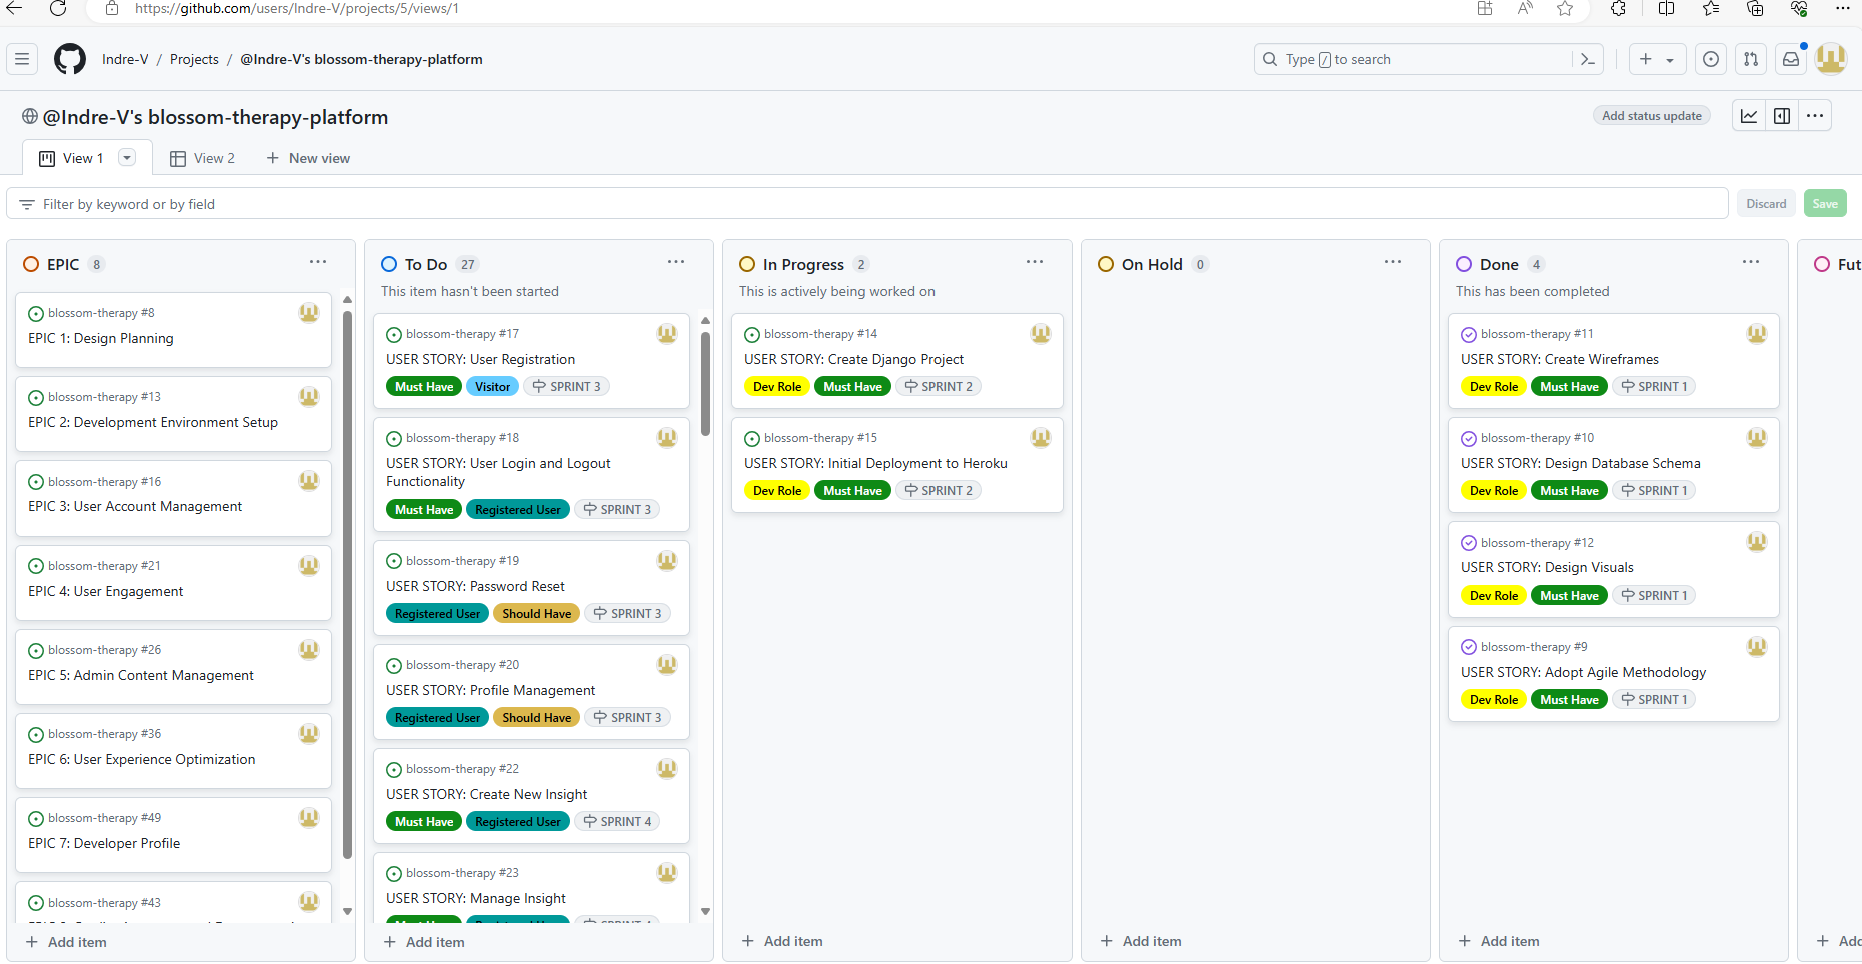 https://github.com/users/Indre-V/projects/5/views/1
Indre-V / Projects / @Indre-V's blossom-therapy-platform
Type / to search
@Indre-V's blossom-therapy-platform
Add status update
View 1
View 2
New view
Filter by keyword or by field
Discard
Save
EPIC 8
blossom-therapy #8
EPIC 1: Design Planning
blossom-therapy #13
EPIC 2: Development Environment Setup
blossom-therapy #16
EPIC 3: User Account Management
blossom-therapy #21
EPIC 4: User Engagement
blossom-therapy #26
EPIC 5: Admin Content Management
blossom-therapy #36
EPIC 6: User Experience Optimization
blossom-therapy #49
EPIC 7: Developer Profile
blossom-therapy #43
Add item
To Do 27
This item hasn't been started
blossom-therapy #17
USER STORY: User Registration
Must Have Visitor SPRINT 3
blossom-therapy #18
USER STORY: User Login and Logout
Functionality
Must Have Registered User SPRINT 3
blossom-therapy #19
USER STORY: Password Reset
Registered User Should Have SPRINT 3
blossom-therapy #20
USER STORY: Profile Management
Registered User Should Have SPRINT 3
blossom-therapy #22
USER STORY: Create New Insight
Must Have Registered User SPRINT 4
blossom-therapy #23
USER STORY: Manage Insight
Add item
In Progress 2
This is actively being worked on
blossom-therapy #14
USER STORY: Create Django Project
Dev Role Must Have SPRINT 2
blossom-therapy #15
USER STORY: Initial Deployment to Heroku
Dev Role Must Have SPRINT 2
Add item
On Hold 0
Add item
Done 4
This has been completed
blossom-therapy #11
USER STORY: Create Wireframes
Dev Role Must Have SPRINT 1
blossom-therapy #10
USER STORY: Design Database Schema
Dev Role Must Have SPRINT 1
blossom-therapy #12
USER STORY: Design Visuals
Dev Role Must Have SPRINT 1
blossom-therapy #9
USER STORY: Adopt Agile Methodology
Dev Role Must Have SPRINT 1
Add item
Fut
Add